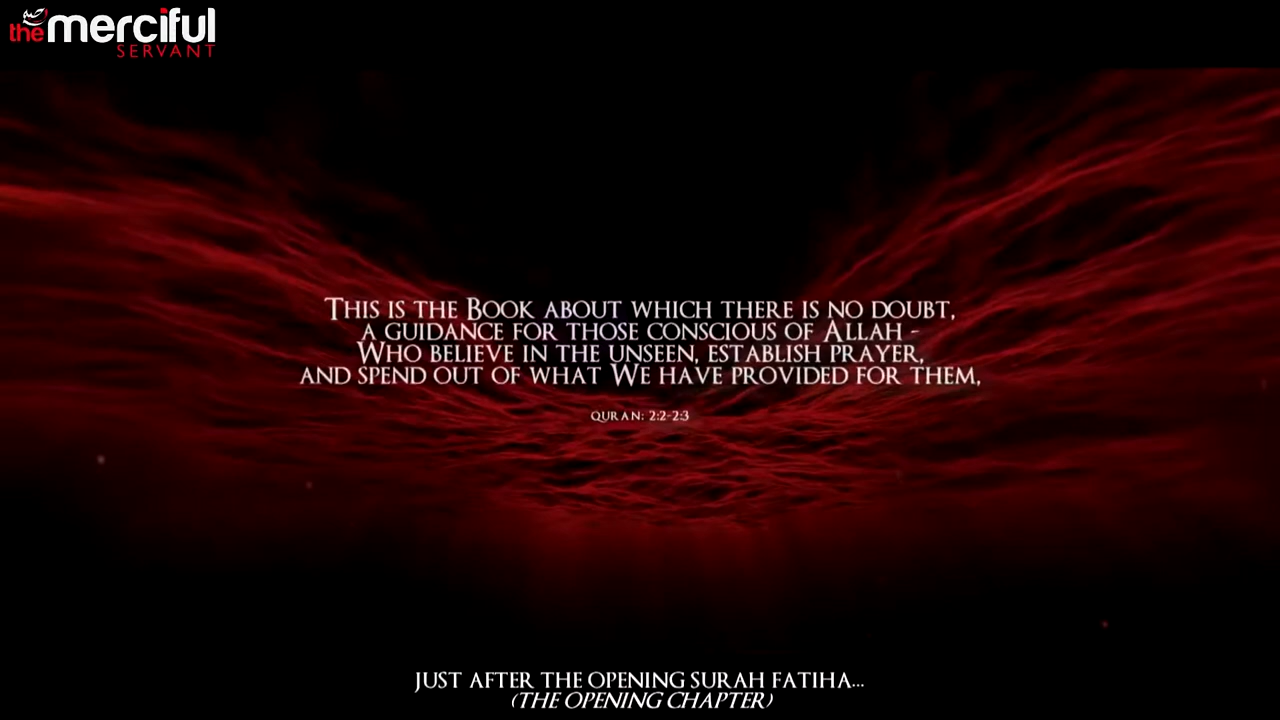 the merciful
SERVANT
THIS IS THE BOOK ABOUT WHICH THERE IS NO DOUBT,
A GUIDANCE FOR THOSE CONSCIOUS OF ALLAH -
WHO BELIEVE IN THE UNSEEN, ESTABLISH PRAYER,
AND SPEND OUT OF WHAT WE HAVE PROVIDED FOR THEM,
QURAN: 2:2-2:3
JUST AFTER THE OPENING SURAH FATIHA...
(THE OPENING CHAPTER)